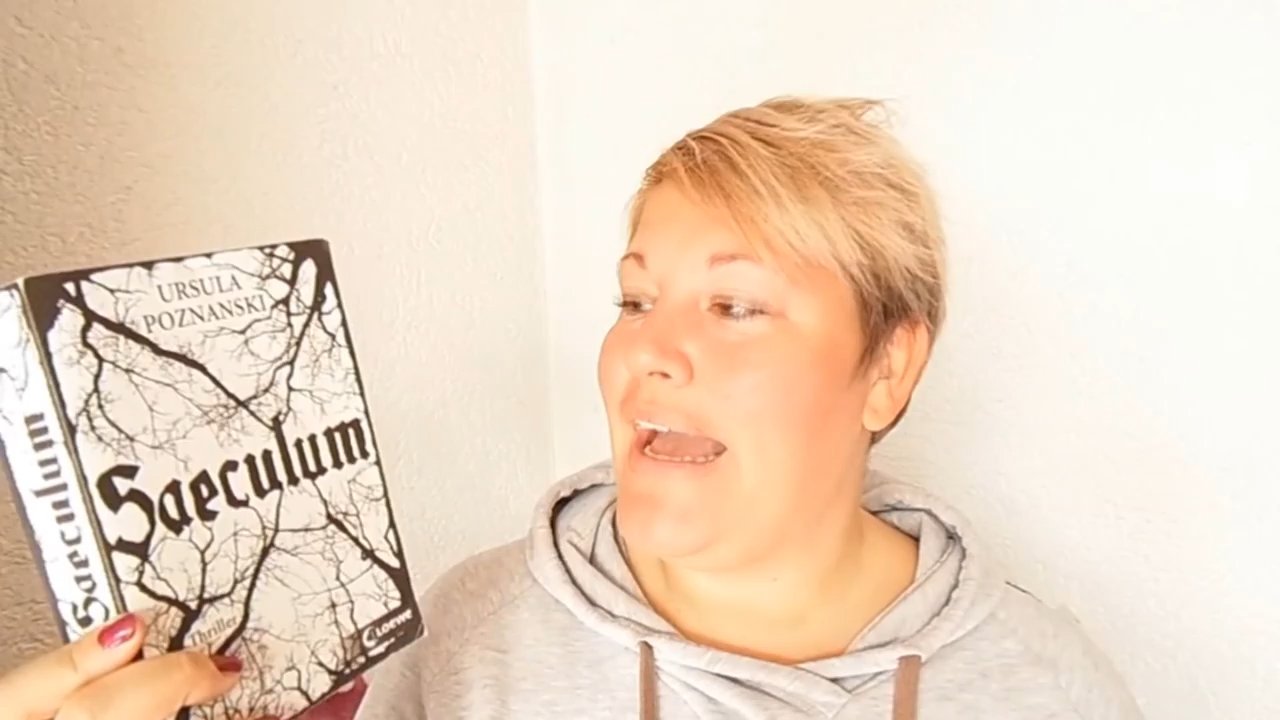 URSULA
POZNANSKI
Saeculum
Thriller
Loewe
Saeculum